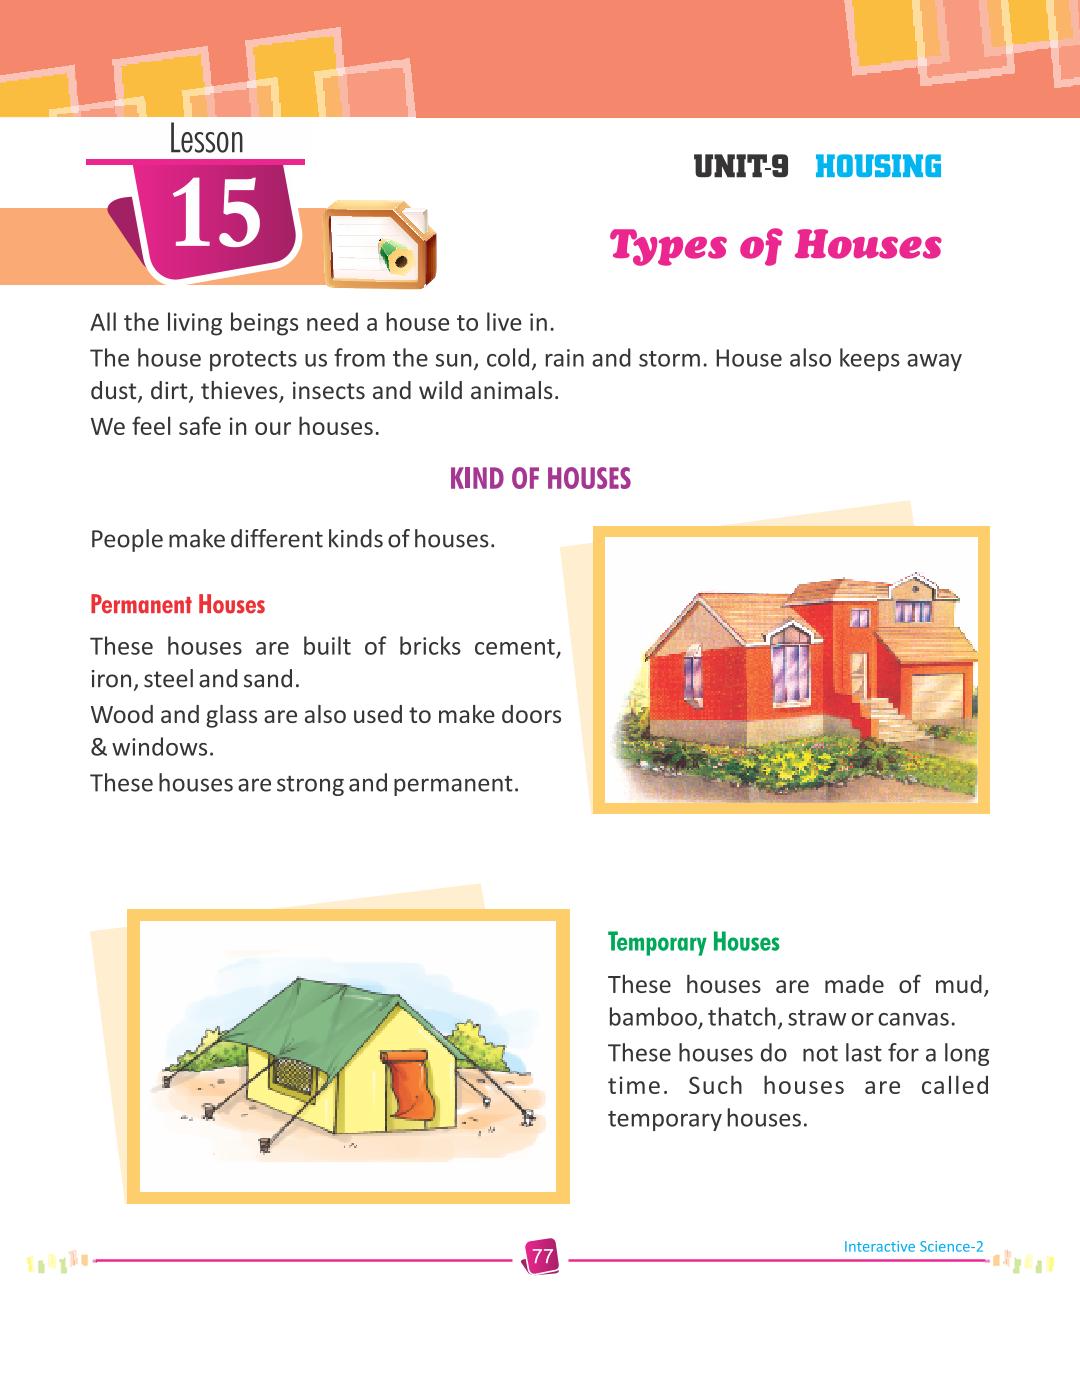 Lesson
15
UNIT-9 HOUSING
Types of Houses
All the living beings need a house to live in.
The house protects us from the sun, cold, rain and storm. House also keeps away
dust, dirt, thieves, insects and wild animals.
We feel safe in our houses.
KIND OF HOUSES
People make different kinds of houses.
Permanent Houses
These houses are built of bricks cement,
iron, steel and sand.
Wood and glass are also used to make doors
& windows.
These houses are strong and permanent.
Temporary Houses
These houses are made of mud,
bamboo, thatch, straw or canvas.
These houses do not last for a long
time. Such houses are called
temporary houses.
77
Interactive Science-2